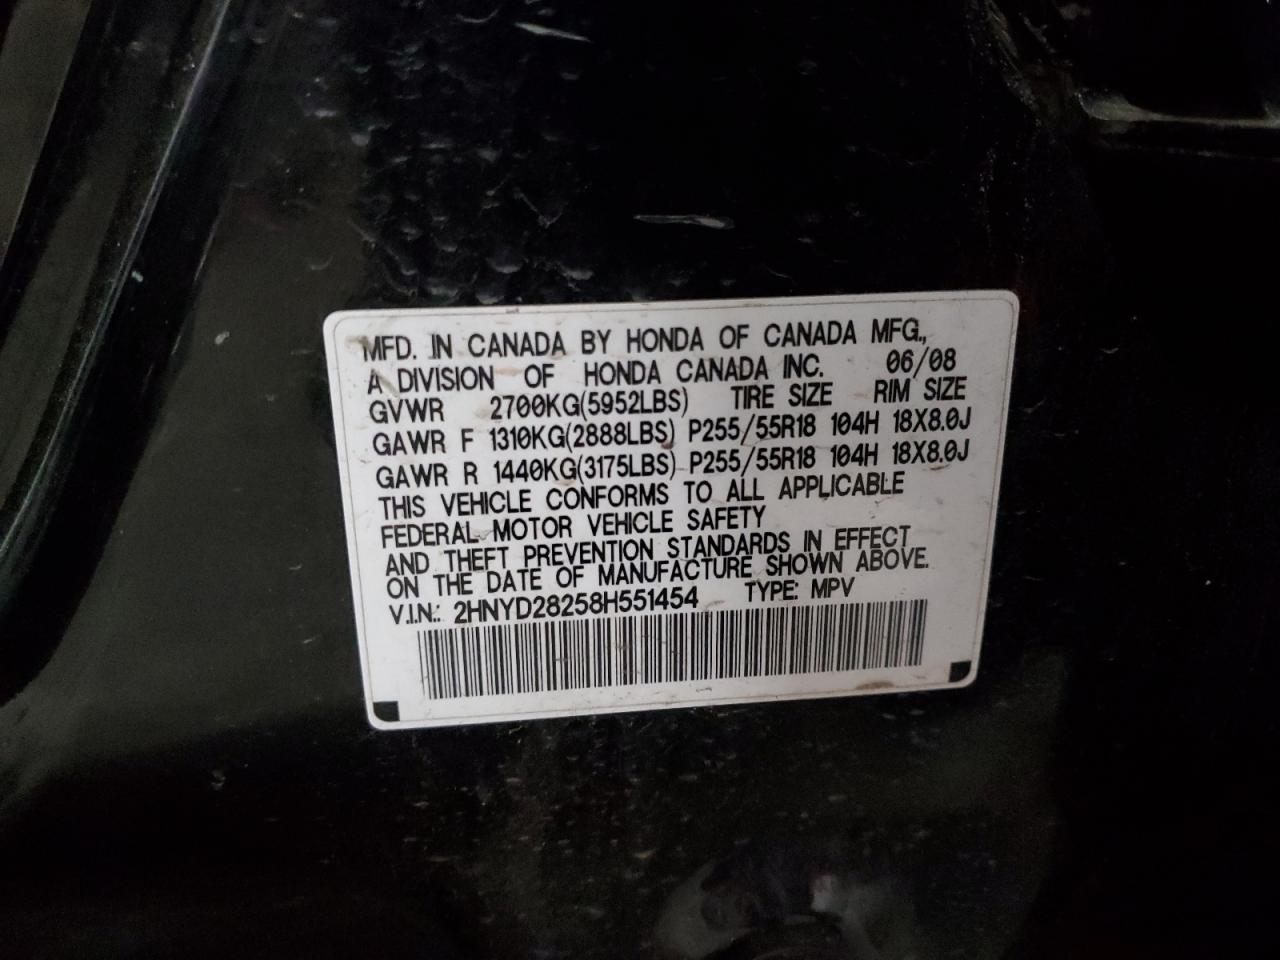 MFD. IN CANADA BY HONDA OF CANADA MFG.,
A DIVISION OF HONDA CANADA INC. 06/08
GVWR 2700KG(5952LBS) TIRE SIZE RIM SIZE
GAWR F 1310KG(2888LBS) P255/55R18 104H 18X8.0J
GAWR R 1440KG(3175LBS) P255/55R18 104H 18X8.0J
THIS VEHICLE CONFORMS TO ALL APPLICABLE
FEDERAL MOTOR VEHICLE SAFETY
AND THEFT PREVENTION STANDARDS IN EFFECT
ON THE DATE OF MANUFACTURE SHOWN ABOVE.
V.I.N.: 2HNYD28258H551454 TYPE: MPV